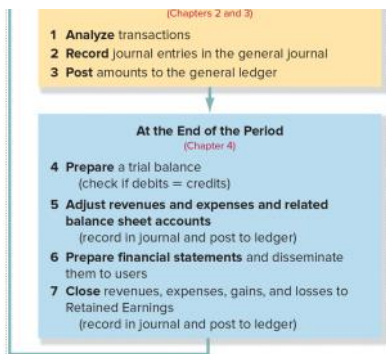 (Chapters 2 and 3)
1 Analyze transactions
2 Record journal entries in the general journal
3 Post amounts to the general ledger
At the End of the Period
(Chapter 4)
4 Prepare a trial balance
(check if debits = credits)
5 Adjust revenues and expenses and related
balance sheet accounts
(record in journal and post to ledger)
6 Prepare financial statements and disseminate
them to users
7 Close revenues, expenses, gains, and losses to
Retained Earnings
(record in journal and post to ledger)